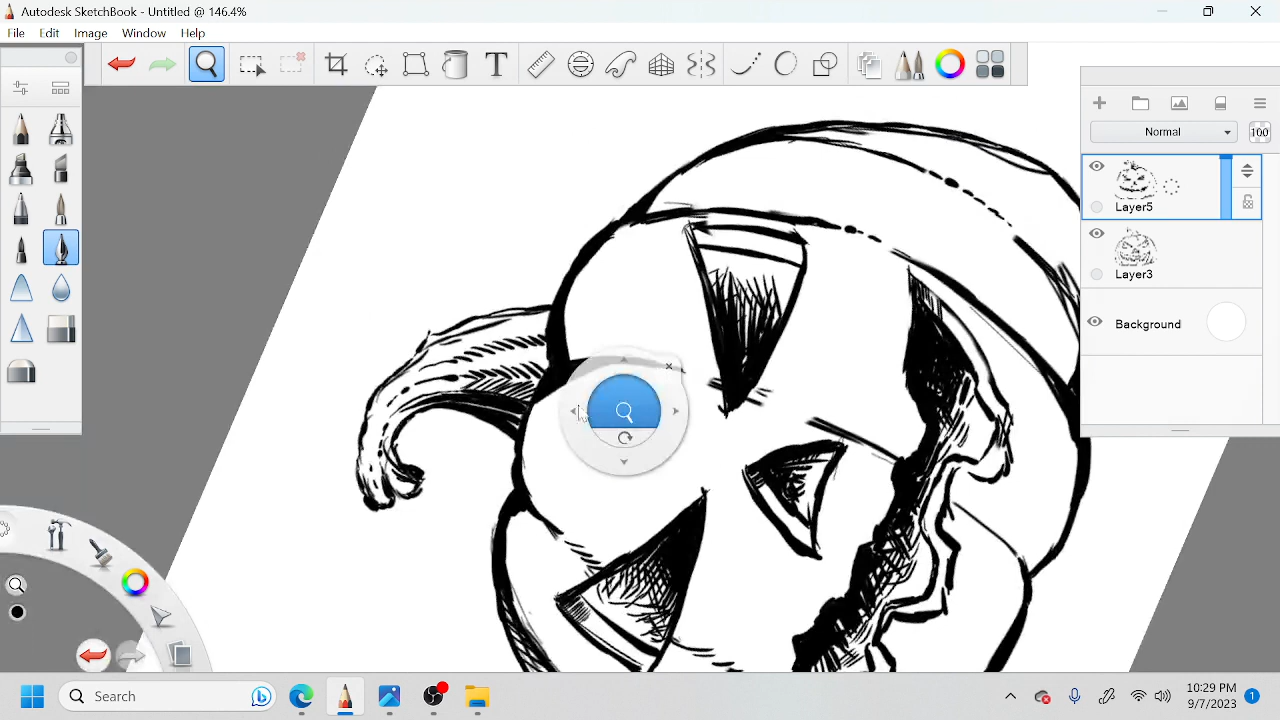 Autodesk SketchBook - Untitled @ 146.4%
File Edit Image Window Help
T
Normal 100
Layer5
Layer3
Background
Search
10:29 PM
9/7/2023
1